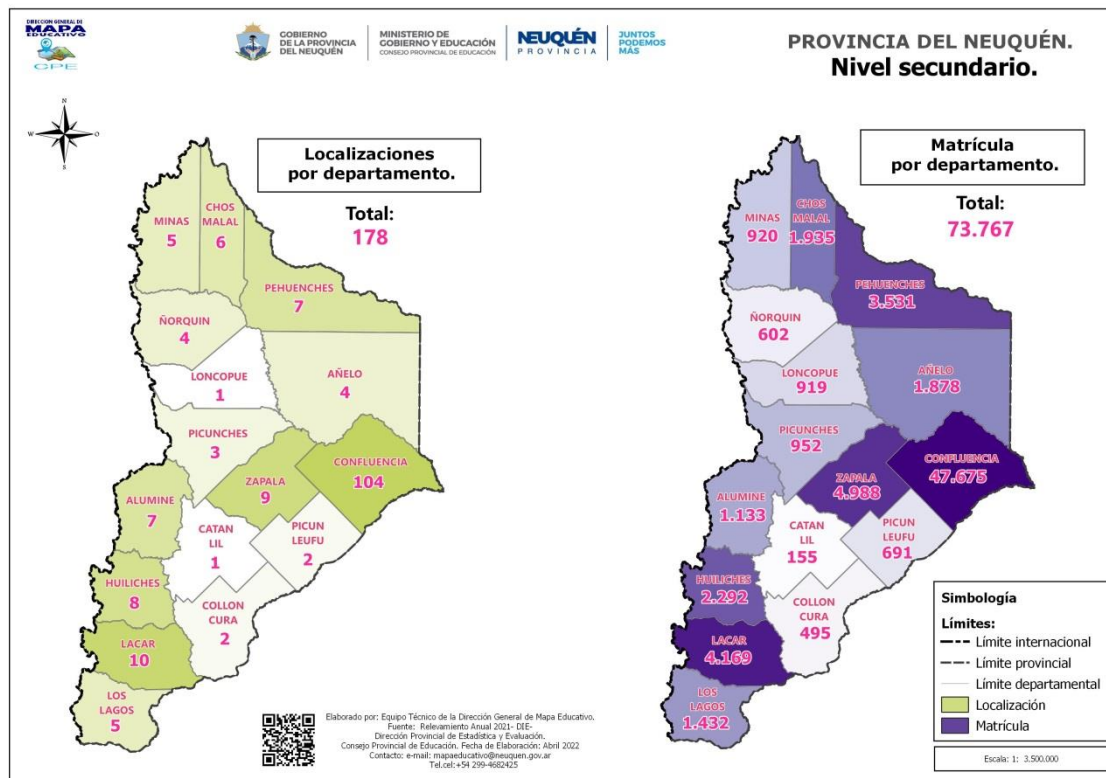 DIRECCION GENERAL DE
MAPA
EDUCATIVO
CPE
GOBIERNO
DE LA PROVINCIA
DEL NEUQUÉN
MINISTERIO DE
GOBIERNO Y EDUCACIÓN
CONSEJO PROVINCIAL DE EDUCACIÓN
NEUQUÉN
PROVINCIA
JUNTOS
PODEMOS
MÁS
PROVINCIA DEL NEUQUÉN.
Nivel secundario.
N
W
O
S
Localizaciones
por departamento.
Total:
178
MINAS
5
CHOS
MALAL
6
PEHUENCHES
7
ÑORQUIN
4
LONCOPUE
1
AÑELO
4
PICUNCHES
3
CONFLUENCIA
104
ZAPALA
9
ALUMINE
7
CATAN
LIL
1
PICUN
LEUFU
2
HUILICHES
8
COLLON
CURA
2
LACAR
10
LOS
LAGOS
5
Matrícula
por departamento.
Total:
73.767
MINAS
920
CHOS
MALAL
1.935
PEHUENCHES
3.531
ÑORQUIN
602
LONCOPUE
919
AÑELO
1.878
PICUNCHES
952
CONFLUENCIA
47.675
ZAPALA
4.988
ALUMINE
1.133
CATAN
LIL
155
PICUN
LEUFU
691
HUILICHES
2.292
COLLON
CURA
495
LACAR
4.169
LOS
LAGOS
1.432
Simbología
Límites:
Límite internacional
Límite provincial
Límite departamental
Localización
Matrícula
Escala: 1: 3.500.000
Elaborado por: Equipo Técnico de la Dirección General de Mapa Educativo.
Fuente: Relevamiento Anual 2021- DIE-
Dirección Provincial de Estadística y Evaluación.
Consejo Provincial de Educación. Fecha de Elaboración: Abril 2022
Contacto: e-mail: mapaeducativo@neuquen.gov.ar
Tel.cel:+54 299-4682425